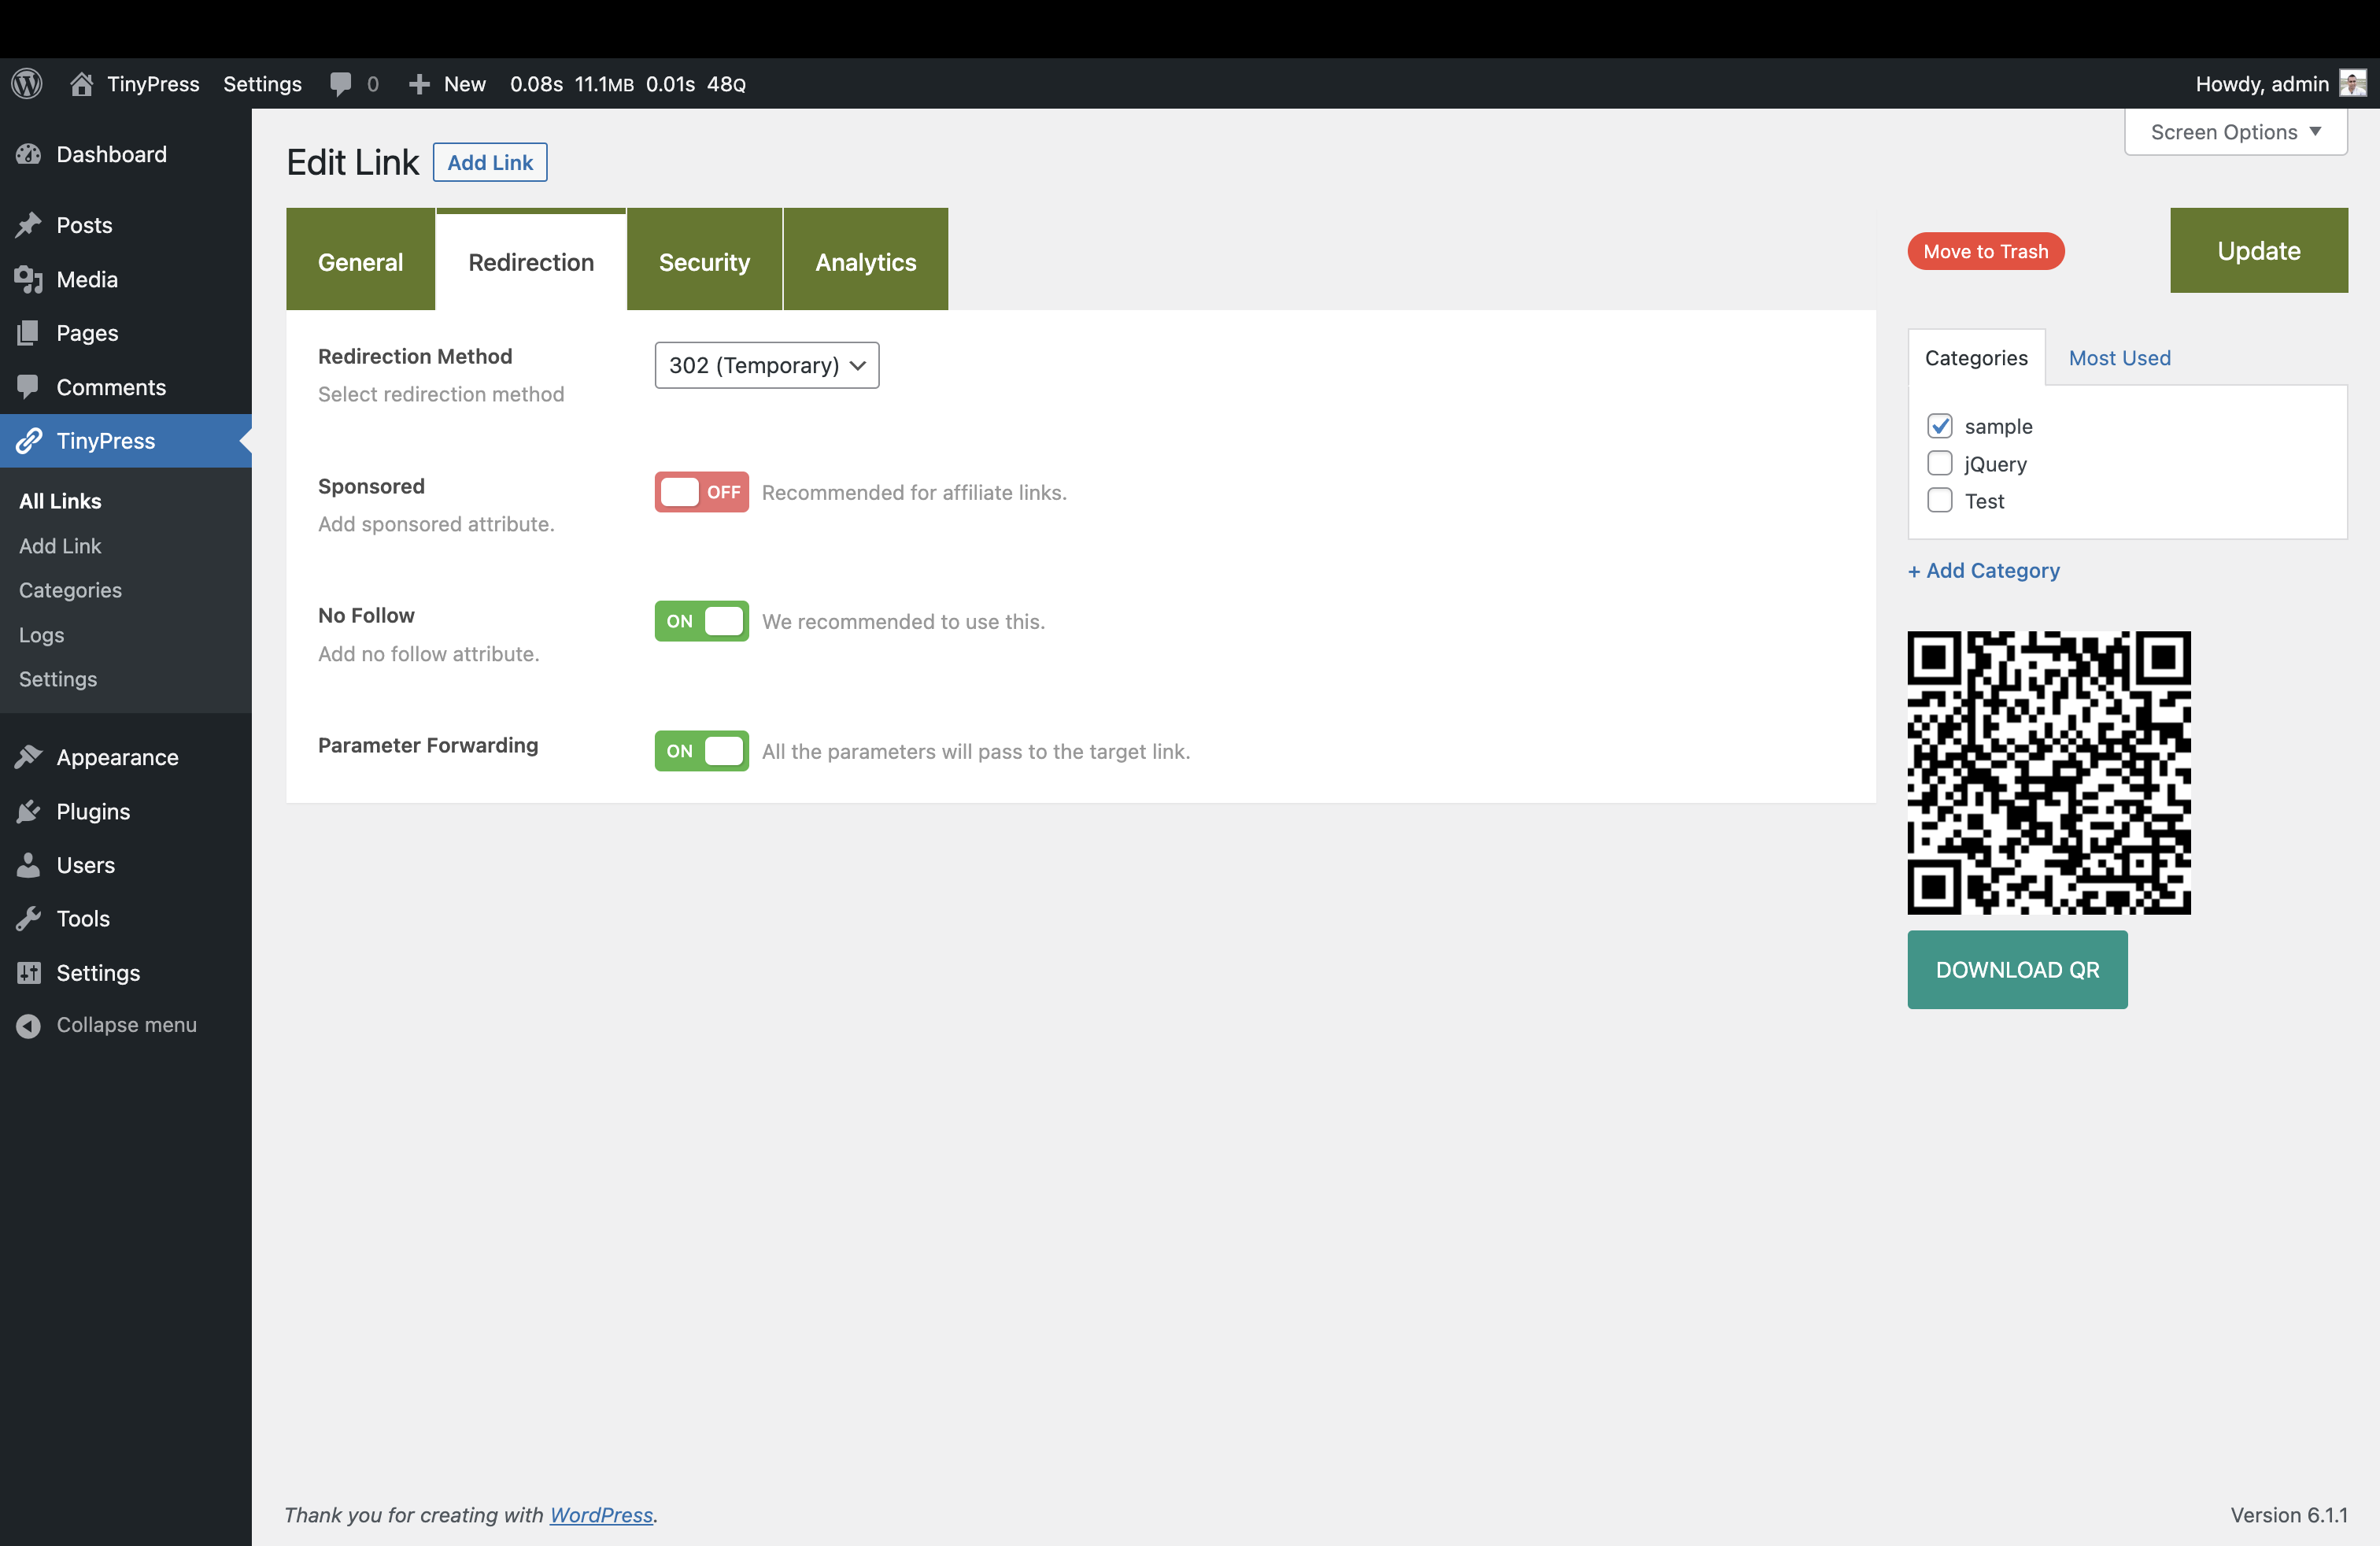 TinyPress Settings 0 New 0.08s 11.1MB 0.01s 48Q Howdy, admin
Screen Options
Dashboard
Posts
Media
Pages
Comments
TinyPress
All Links
Add Link
Categories
Logs
Settings
Appearance
Plugins
Users
Tools
Settings
Collapse menu
Edit Link Add Link
General Redirection Security Analytics
Redirection Method 302 (Temporary)
Select redirection method
Sponsored OFF Recommended for affiliate links.
Add sponsored attribute.
No Follow ON We recommended to use this.
Add no follow attribute.
Parameter Forwarding ON All the parameters will pass to the target link.
Move to Trash Update
Categories Most Used
sample
jQuery
Test
+ Add Category
DOWNLOAD QR
Thank you for creating with WordPress. Version 6.1.1